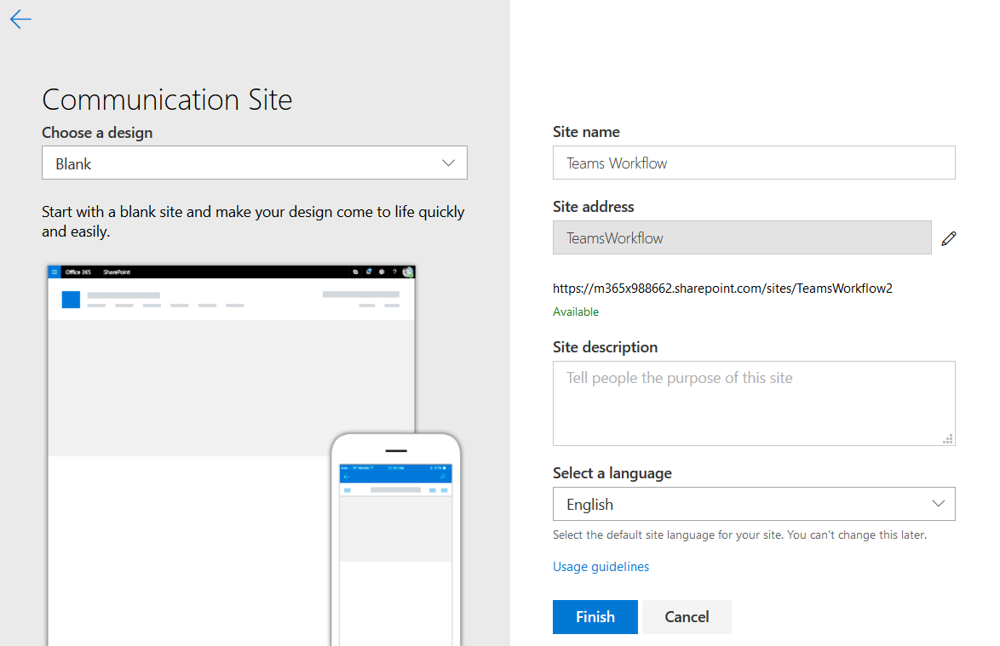 Communication Site
Choose a design
Blank
Start with a blank site and make your design come to life quickly
and easily.
Office 365 SharePoint
?
Site name
Teams Workflow
Site address
TeamsWorkflow
https://m365x988662.sharepoint.com/sites/TeamsWorkflow2
Available
Site description
Tell people the purpose of this site
Select a language
English
Select the default site language for your site. You can't change this later.
Usage guidelines
Finish Cancel